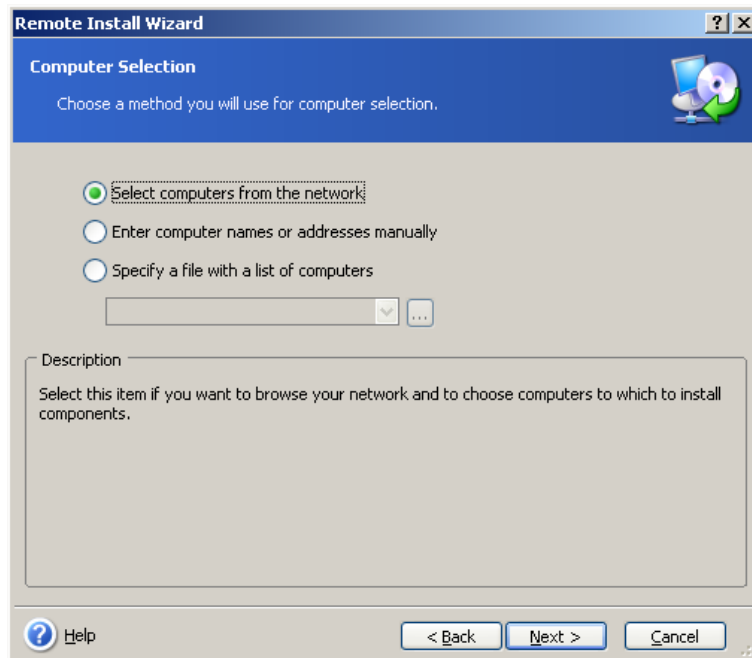 Remote Install Wizard
Computer Selection
Choose a method you will use for computer selection.
Select computers from the network
Enter computer names or addresses manually
Specify a file with a list of computers
...
Description
Select this item if you want to browse your network and to choose computers to which to install
components.
Help
< Back
Next >
Cancel